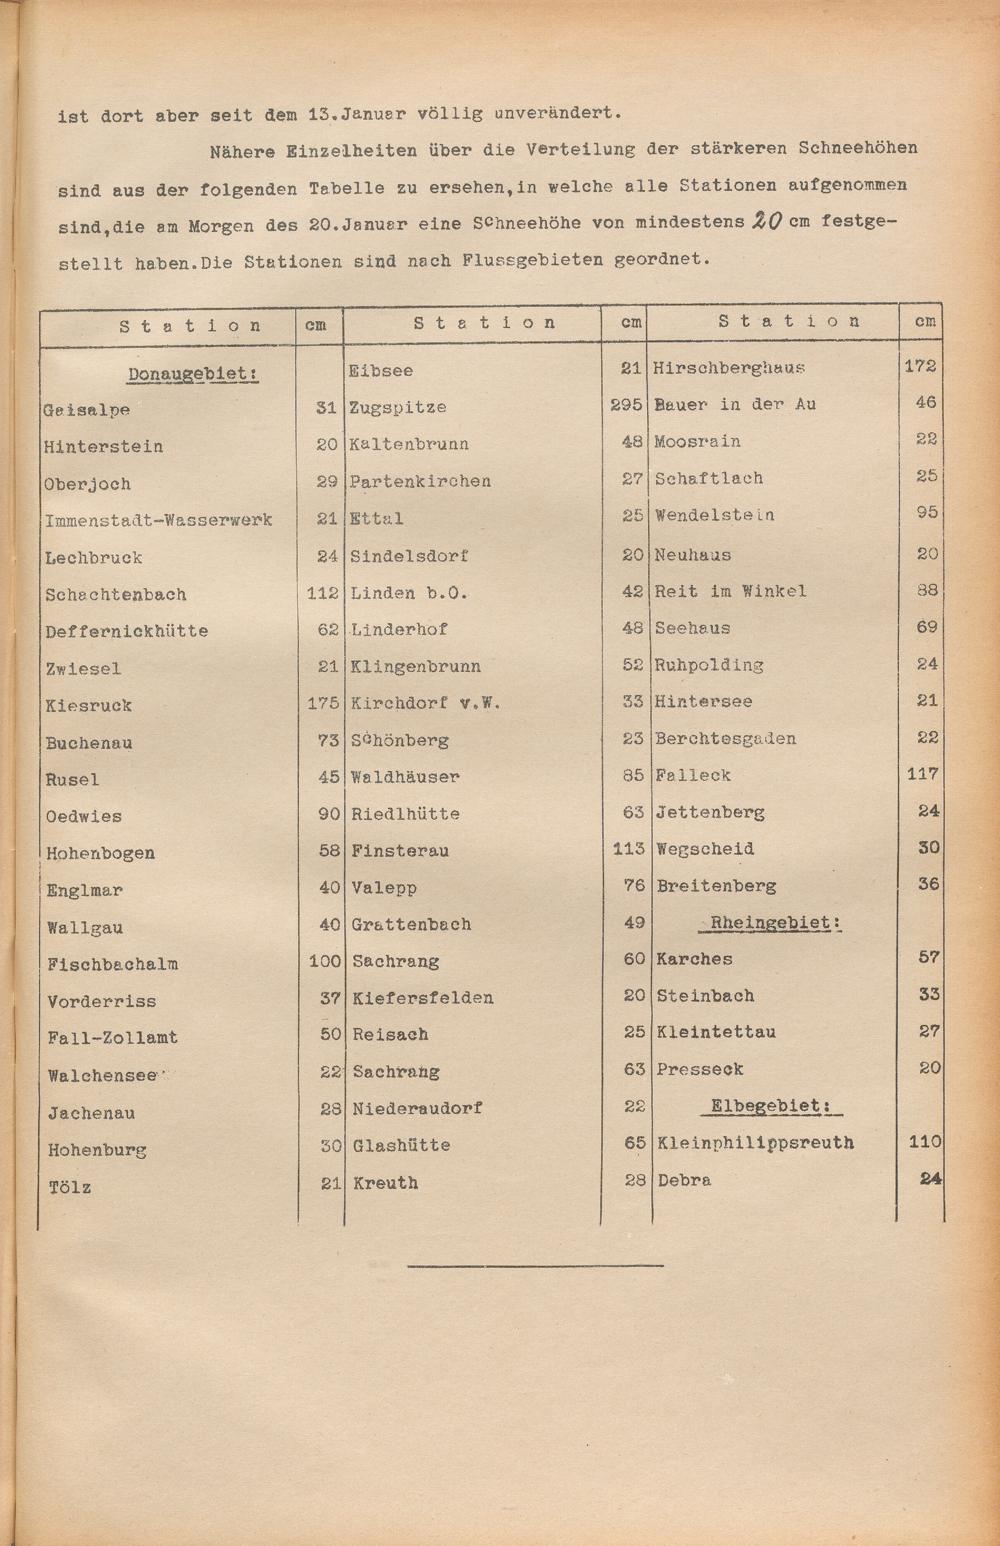 ist dort aber seit dem 13.Januar völlig unverändert.
Nähere Einzelheiten über die Verteilung der stärkeren Schneehöhen
sind aus der folgenden Tabelle zu ersehen,in welche alle Stationen aufgenommen
sind,die am Morgen des 20.Januar eine Schneehöhe von mindestens 20 cm festge-
stellt haben.Die Stationen sind nach Flussgebieten geordnet.
Station cm Station cm Station cm
Donaugebiet: Eibsee 21 Hirschberghaus 172
Gaisalpe 31 Zugspitze 295 Bauer in der Au 46
Hinterstein 20 Kaltenbrunn 48 Moosrain 22
Oberjoch 29 Partenkirchen 27 Schaftlach 25
Immenstadt-Wasserwerk 21 Ettal 25 Wendelstein 95
Lechbruck 24 Sindelsdorf 20 Neuhaus 20
Schachtenbach 112 Linden b.O. 42 Reit im Winkel 88
Deffernickhütte 62 Linderhof 48 Seehaus 69
Zwiesel 21 Klingenbrunn 52 Ruhpolding 24
Kiesruck 175 Kirchdorf v.W. 33 Hintersee 21
Buchenau 73 Schönberg 23 Berchtesgaden 22
Rusel 45 Waldhäuser 85 Falleck 117
Oedwies 90 Riedlhütte 63 Jettenberg 24
Hohenbogen 58 Finsterau 113 Wegscheid 30
Englmar 40 Valepp 76 Breitenberg 36
Wallgau 40 Grattenbach 49 Rheingebiet:
Fischbachalm 100 Sachrang 60 Karches 57
Vorderriss 37 Kiefersfelden 20 Steinbach 33
Fall-Zollamt 50 Reisach 25 Kleintettau 27
Walchensee 22 Sachrang 63 Presseck 20
Jachenau 28 Niederaudorf 22 Elbegebiet:
Hohenburg 30 Glashütte 65 Kleinphilippsreuth 110
Tölz 21 Kreuth 28 Debra 24